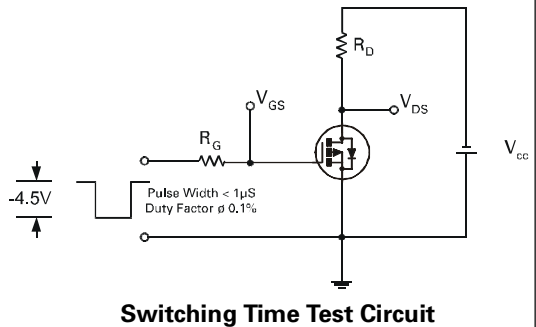 R_D
V_GS
V_DS
R_G
V_cc
-4.5V
Pulse Width < 1µS
Duty Factor ø 0.1%
Switching Time Test Circuit